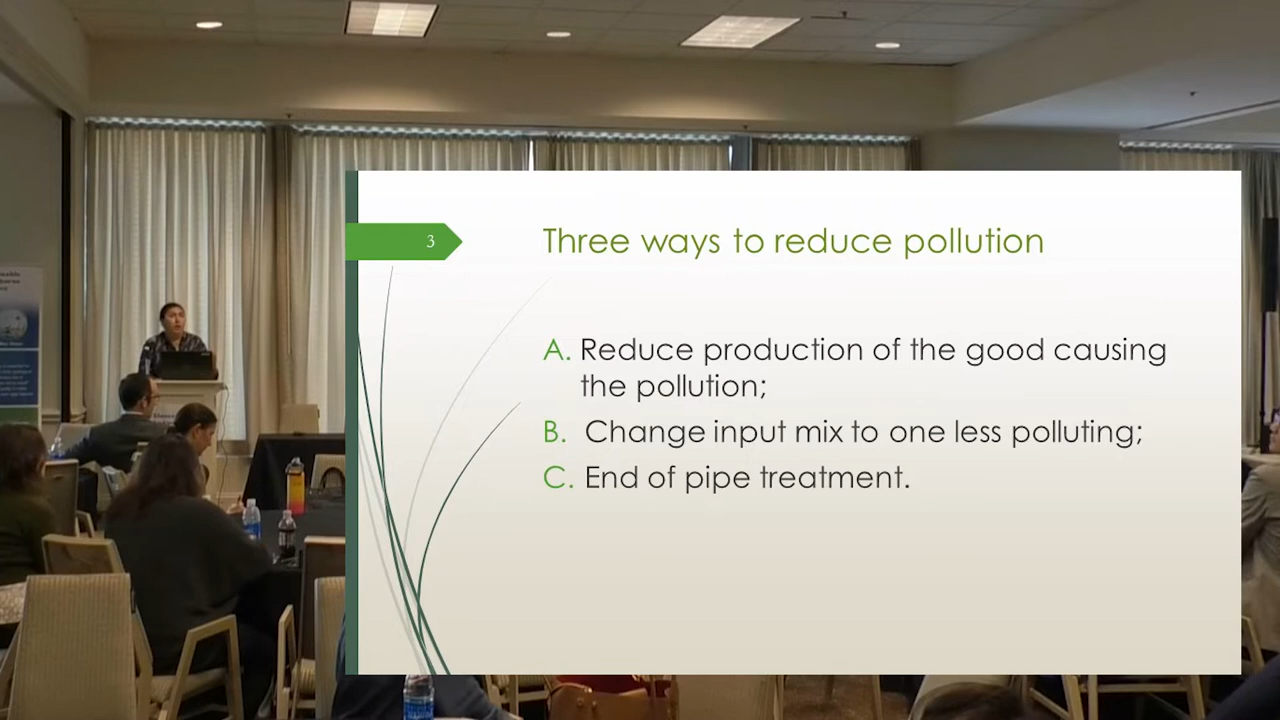 3
Three ways to reduce pollution
A. Reduce production of the good causing
the pollution;
B. Change input mix to one less polluting;
C. End of pipe treatment.